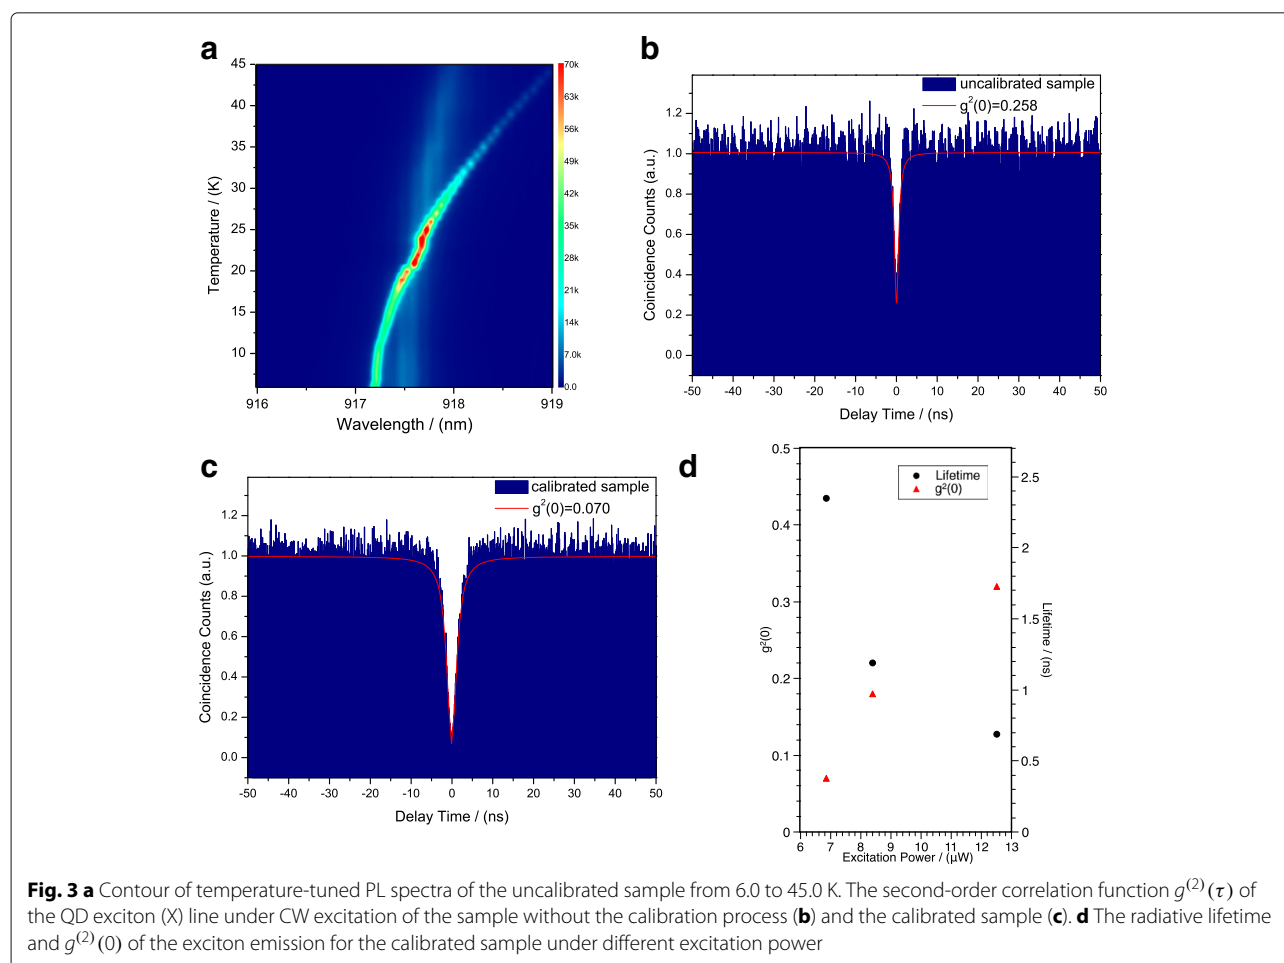 a
45
40
35
30
25
20
15
10
Temperature / (K)
916
917
918
919
Wavelength / (nm)
70k
63k
56k
49k
42k
35k
28k
21k
14k
7.0k
0.0
b
uncalibrated sample
g²(0)=0.258
1.2
1.0
0.8
0.6
0.4
0.2
0.0
Coincidence Counts (a.u.)
-50 -40 -30 -20 -10 0 10 20 30 40 50
Delay Time / (ns)
c
calibrated sample
g²(0)=0.070
1.2
1.0
0.8
0.6
0.4
0.2
0.0
Coincidence Counts (a.u.)
-50 -40 -30 -20 -10 0 10 20 30 40 50
Delay Time / (ns)
d
Lifetime
g²(0)
0.5
0.4
0.3
0.2
0.1
0
g²(0)
2.5
2
1.5
1
0.5
0
Lifetime / (ns)
6 7 8 9 10 11 12 13
Excitation Power / (μW)
Fig. 3 a Contour of temperature-tuned PL spectra of the uncalibrated sample from 6.0 to 45.0 K. The second-order correlation function g⁽²⁾(τ) of
the QD exciton (X) line under CW excitation of the sample without the calibration process (b) and the calibrated sample (c). d The radiative lifetime
and g⁽²⁾(0) of the exciton emission for the calibrated sample under different excitation power